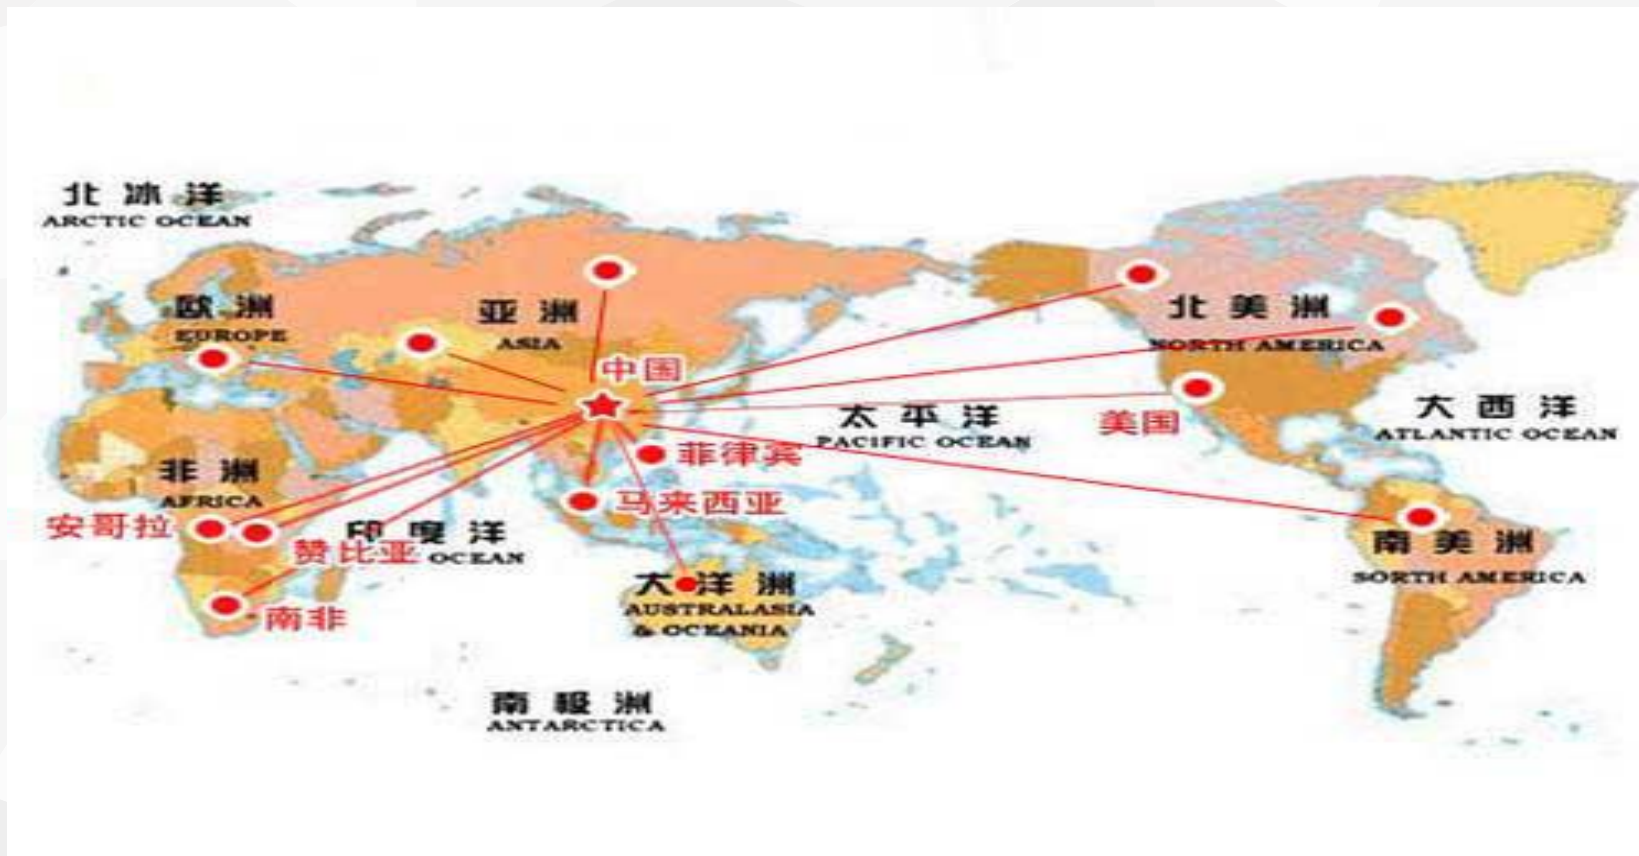 北冰洋
ARCTIC OCEAN
欧洲
EUROPE
亚洲
ASIA
北美洲
NORTH AMERICA
中国
太平洋
PACIFIC OCEAN
美国
大西洋
ATLANTIC OCEAN
菲律宾
非洲
AFRICA
马来西亚
安哥拉
印度洋
OCEAN
赞比亚
南美洲
SORTH AMERICA
大洋洲
AUSTRALASIA
& OCEANIA
南非
南极洲
ANTARCTICA